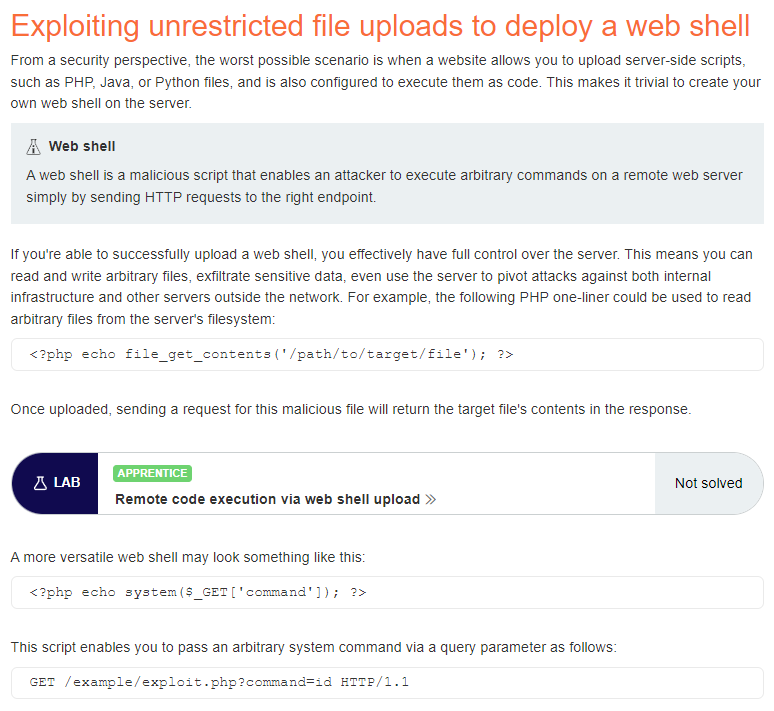 Exploiting unrestricted file uploads to deploy a web shell
From a security perspective, the worst possible scenario is when a website allows you to upload server-side scripts,
such as PHP, Java, or Python files, and is also configured to execute them as code. This makes it trivial to create your
own web shell on the server.
Web shell
A web shell is a malicious script that enables an attacker to execute arbitrary commands on a remote web server
simply by sending HTTP requests to the right endpoint.
If you're able to successfully upload a web shell, you effectively have full control over the server. This means you can
read and write arbitrary files, exfiltrate sensitive data, even use the server to pivot attacks against both internal
infrastructure and other servers outside the network. For example, the following PHP one-liner could be used to read
arbitrary files from the server's filesystem:
<?php echo file_get_contents('/path/to/target/file'); ?>
Once uploaded, sending a request for this malicious file will return the target file's contents in the response.
LAB
APPRENTICE
Remote code execution via web shell upload »
Not solved
A more versatile web shell may look something like this:
<?php echo system($_GET['command']); ?>
This script enables you to pass an arbitrary system command via a query parameter as follows:
GET /example/exploit.php?command=id HTTP/1.1